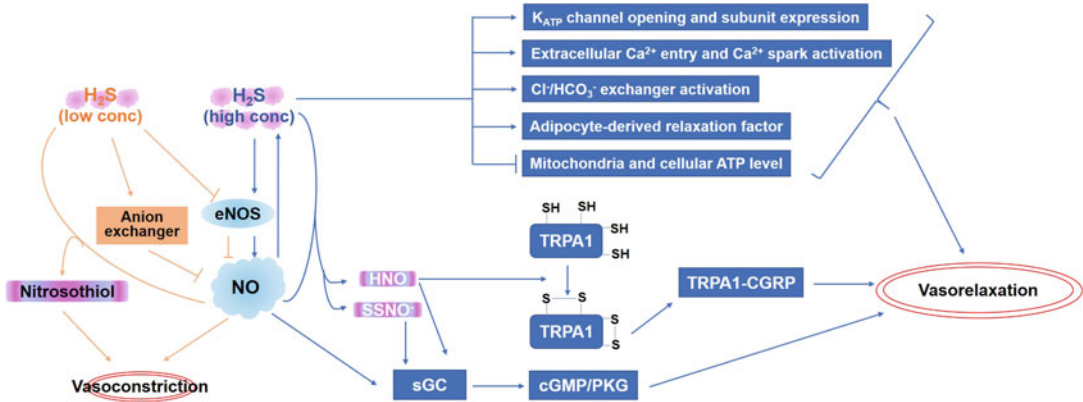 K_ATP channel opening and subunit expression
Extracellular Ca²⁺ entry and Ca²⁺ spark activation
Cl⁻/HCO₃⁻ exchanger activation
Adipocyte-derived relaxation factor
Mitochondria and cellular ATP level
H₂S
(low conc)
H₂S
(high conc)
Anion
exchanger
eNOS
Nitrosothiol
NO
HNO
SSNO⁻
SH
SH
SH
SH
TRPA1
S
S
TRPA1
S
S
TRPA1-CGRP
Vasorelaxation
Vasoconstriction
sGC
cGMP/PKG